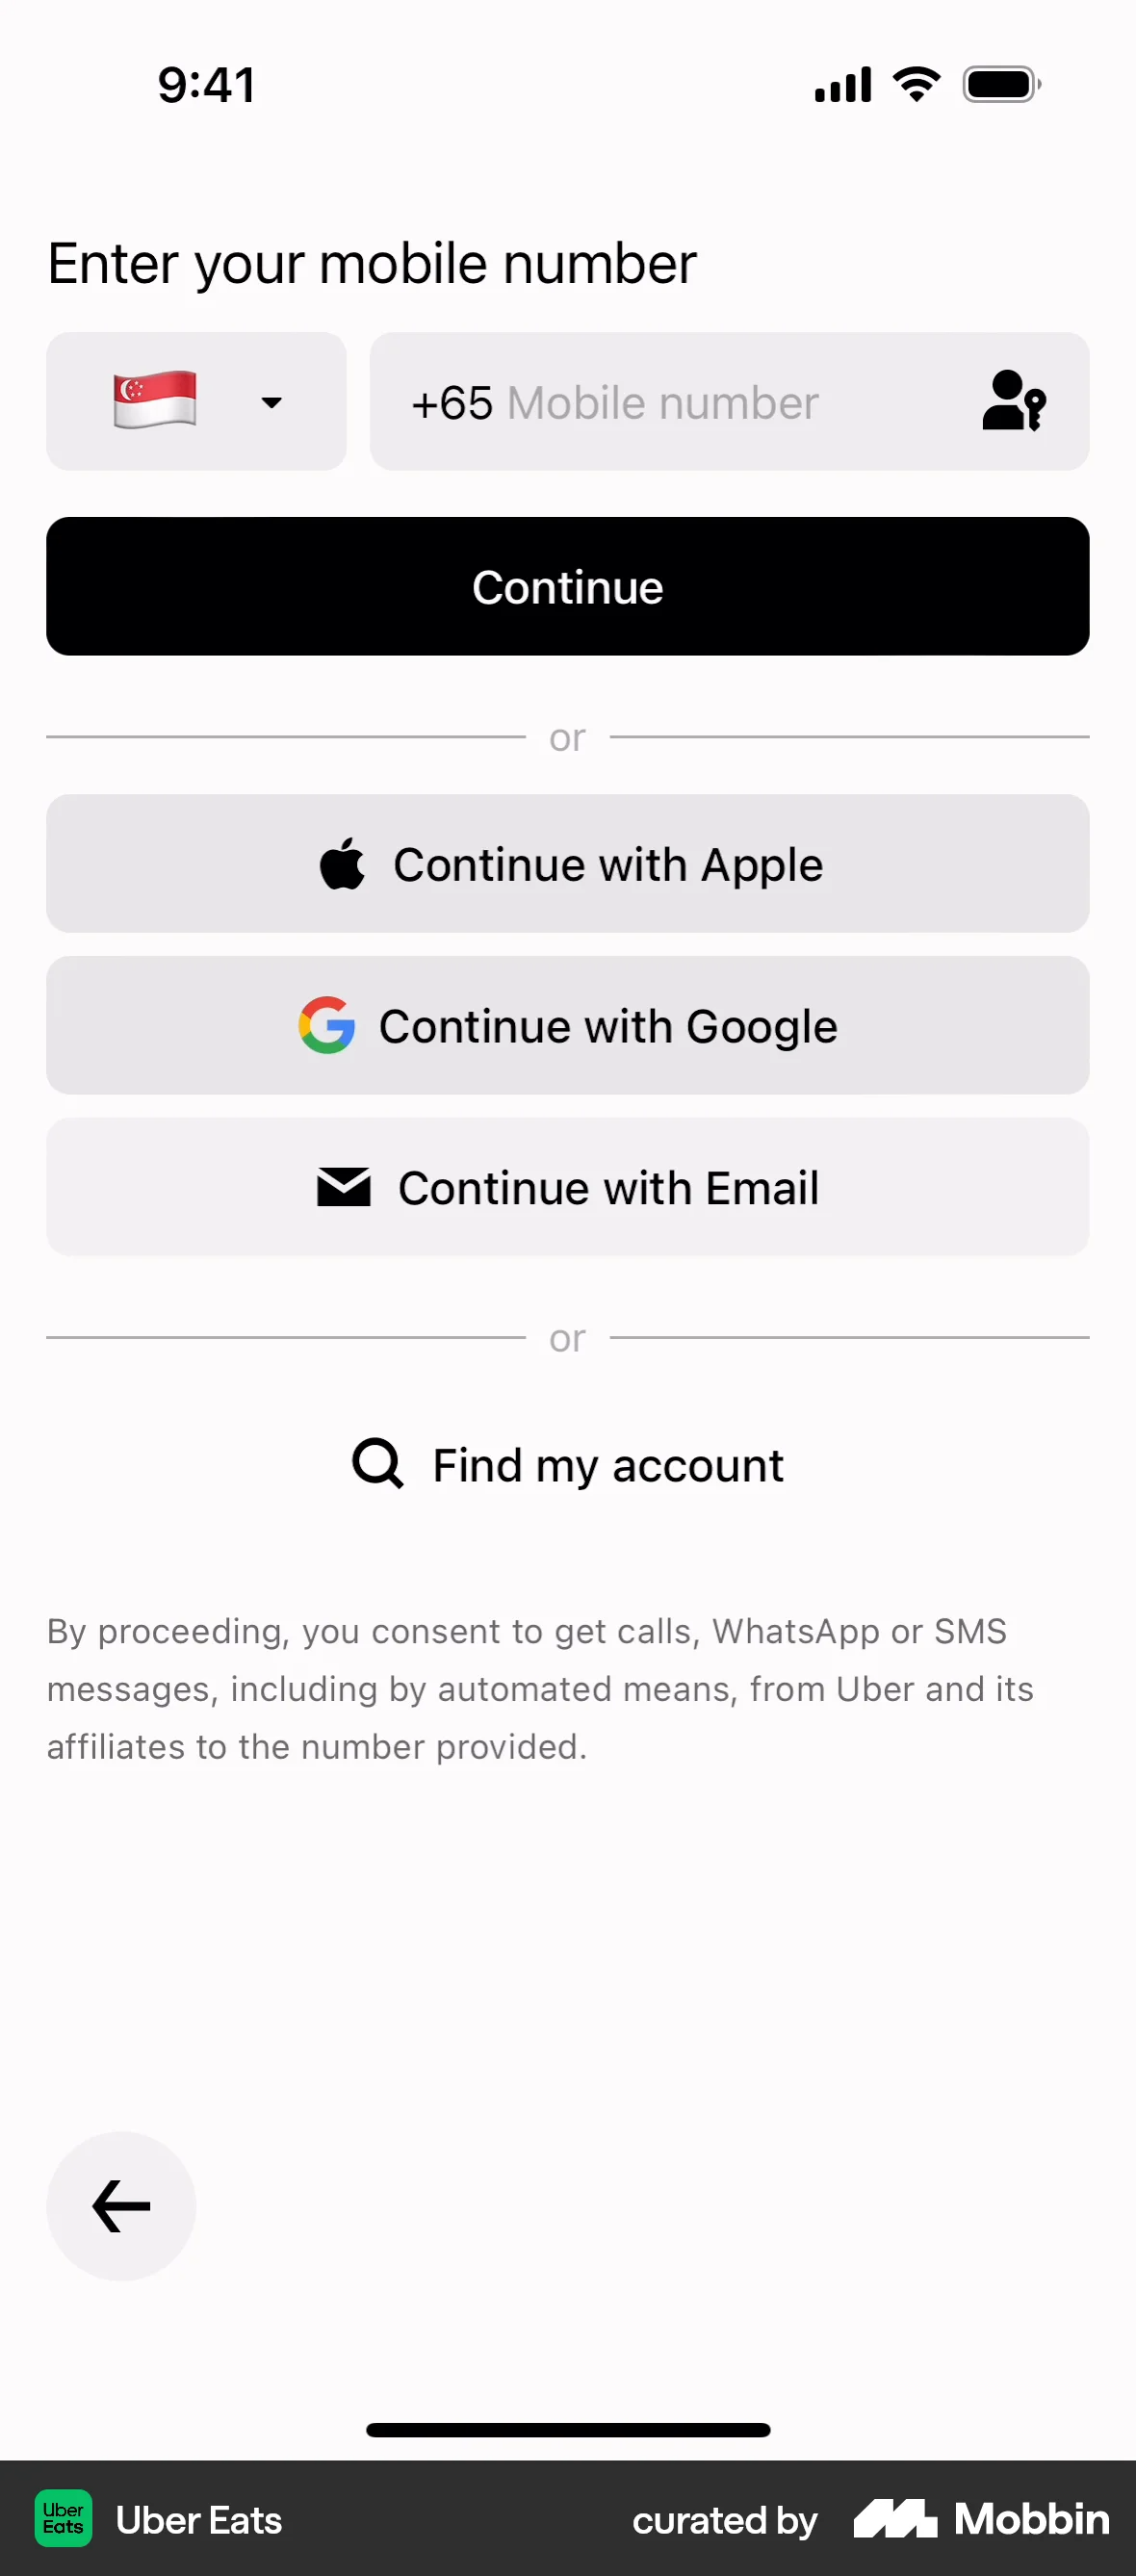 9:41
Enter your mobile number
+65 Mobile number
Continue
or
Continue with Apple
Continue with Google
Continue with Email
or
Find my account
By proceeding, you consent to get calls, WhatsApp or SMS
messages, including by automated means, from Uber and its
affiliates to the number provided.
Uber
Eats
Uber Eats
curated by
Mobbin